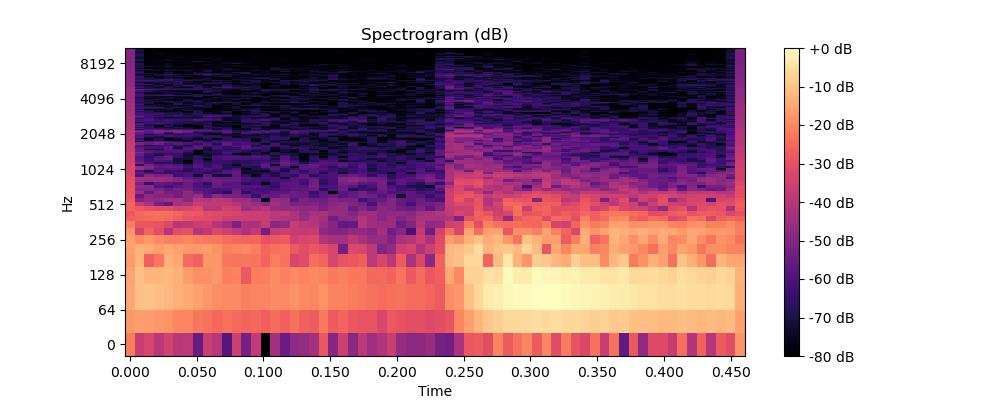 Spectrogram (dB)
Hz
8192
4096
2048
1024
512
256
128
64
0
0.000 0.050 0.100 0.150 0.200 0.250 0.300 0.350 0.400 0.450
Time
+0 dB
-10 dB
-20 dB
-30 dB
-40 dB
-50 dB
-60 dB
-70 dB
-80 dB